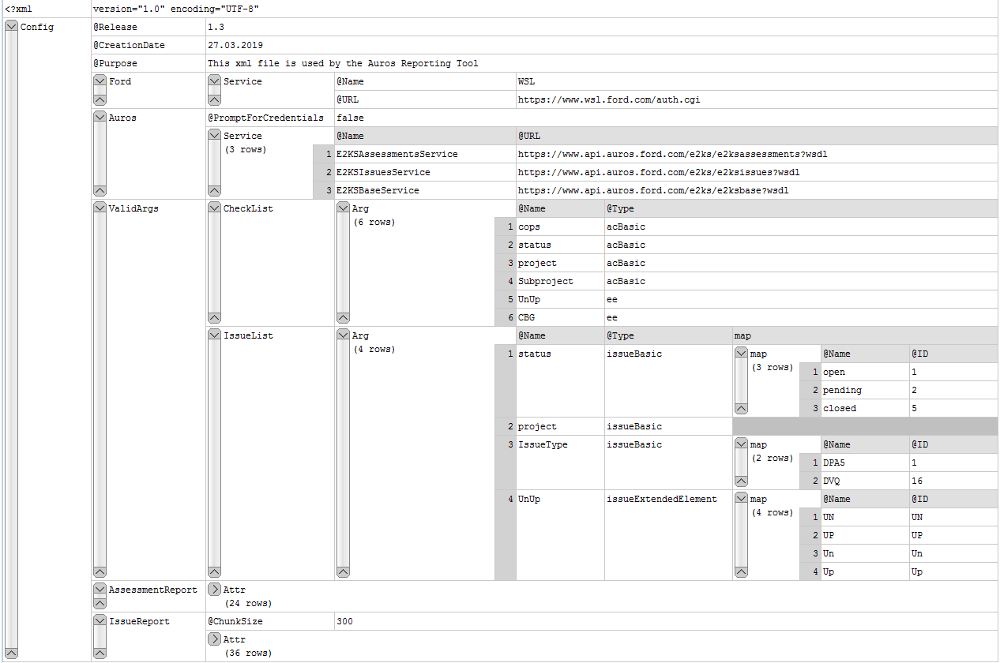 <?xml version="1.0" encoding="UTF-8"
Config @Release 1.3
@CreationDate 27.03.2019
@Purpose This xml file is used by the Auros Reporting Tool
Ford Service @Name WSL
@URL https://www.wsl.ford.com/auth.cgi
Auros @PromptForCredentials false
Service @Name @URL
(3 rows)
1 E2KSAssessmentsService https://www.api.auros.ford.com/e2ks/e2ksassessments?wsdl
2 E2KSIssuesService https://www.api.auros.ford.com/e2ks/e2ksissues?wsdl
3 E2KSBaseService https://www.api.auros.ford.com/e2ks/e2ksbase?wsdl
ValidArgs CheckList Arg @Name @Type
(6 rows)
1 cops acBasic
2 status acBasic
3 project acBasic
4 Subproject acBasic
5 UnUp ee
6 CBG ee
IssueList Arg @Name @Type map
(4 rows)
1 status issueBasic map @Name @ID
(3 rows)
1 open 1
2 pending 2
3 closed 5
2 project issueBasic
3 IssueType issueBasic map @Name @ID
(2 rows)
1 DPA5 1
2 DVQ 16
4 UnUp issueExtendedElement map @Name @ID
(4 rows)
1 UN UN
2 UP UP
3 Un Un
4 Up Up
AssessmentReport Attr
(24 rows)
IssueReport @ChunkSize 300
Attr
(36 rows)